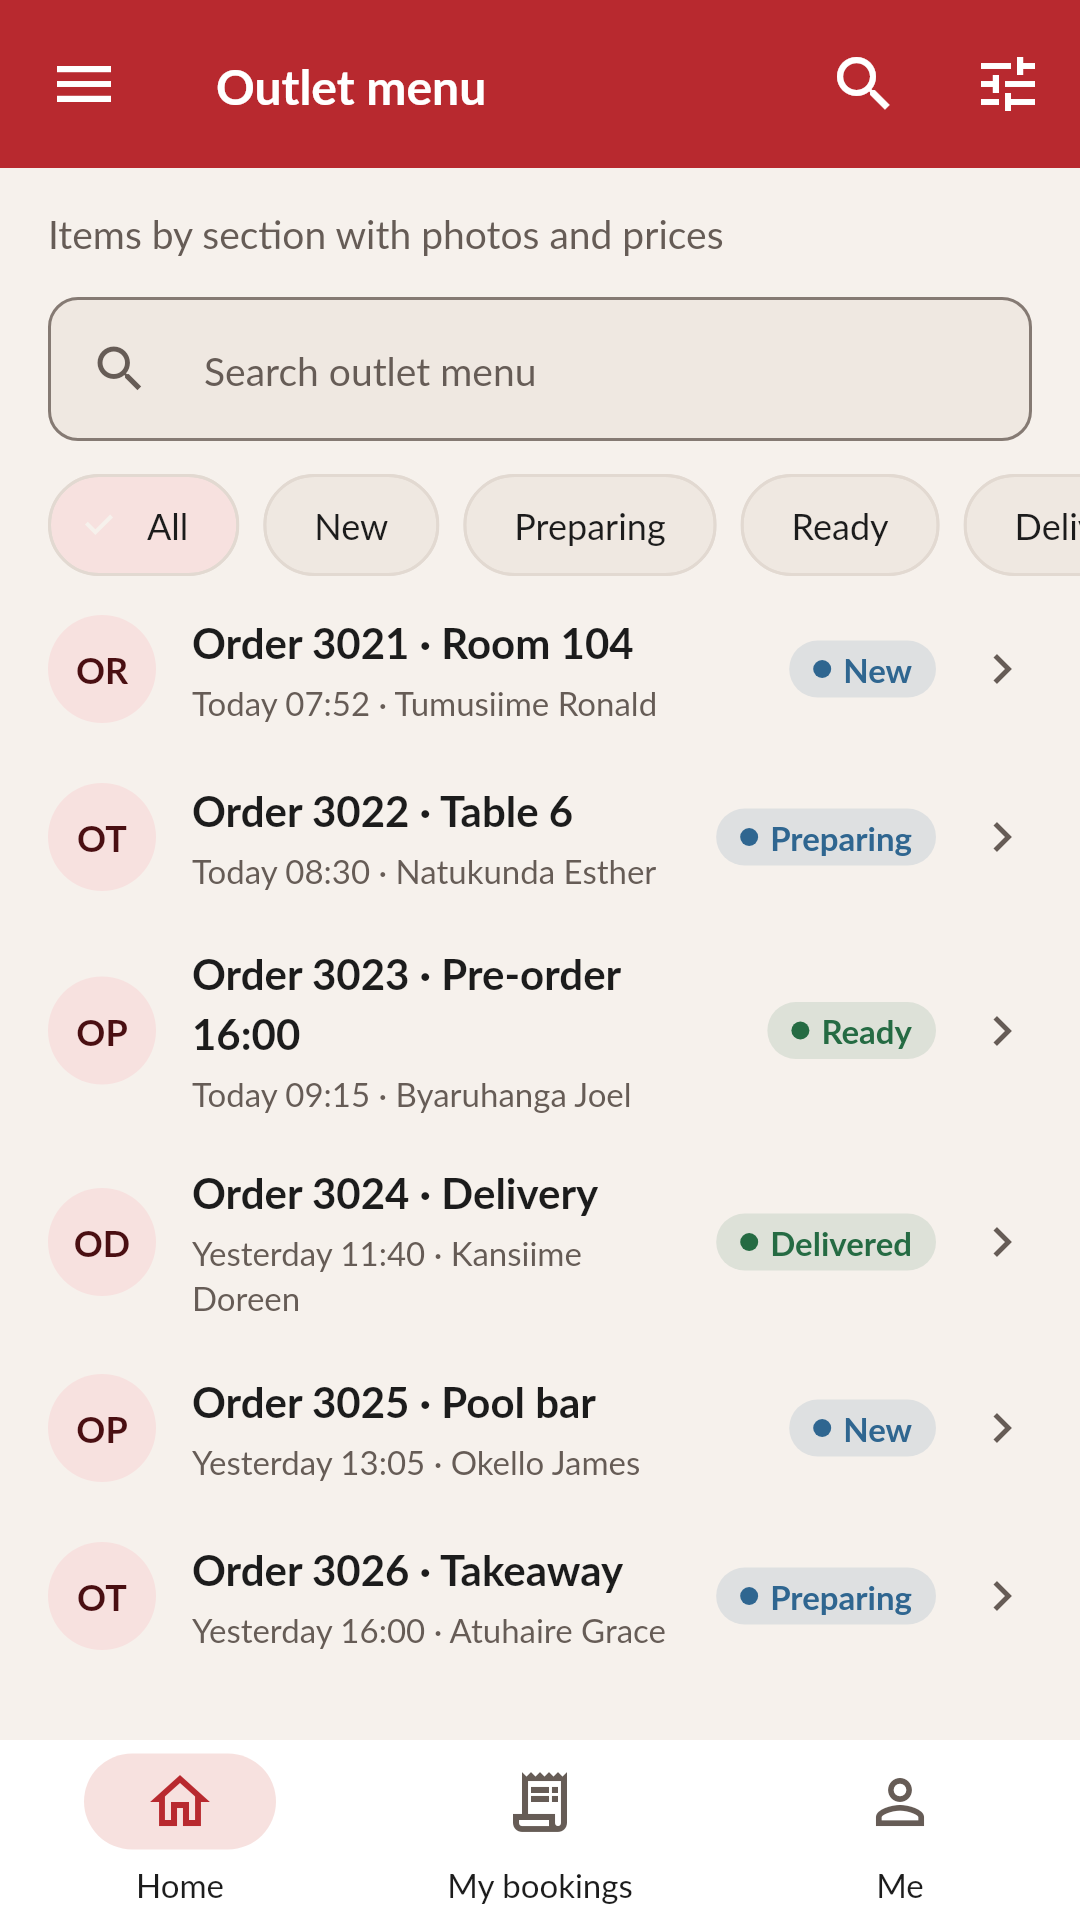 Outlet menu
Items by section with photos and prices
Search outlet menu
All
New
Preparing
Ready
Deliv
OR
Order 3021 · Room 104
Today 07:52 · Tumusiime Ronald
New
OT
Order 3022 · Table 6
Today 08:30 · Natukunda Esther
Preparing
OP
Order 3023 · Pre-order
16:00
Today 09:15 · Byaruhanga Joel
Ready
OD
Order 3024 · Delivery
Yesterday 11:40 · Kansiime
Doreen
Delivered
OP
Order 3025 · Pool bar
Yesterday 13:05 · Okello James
New
OT
Order 3026 · Takeaway
Yesterday 16:00 · Atuhaire Grace
Preparing
Home
My bookings
Me